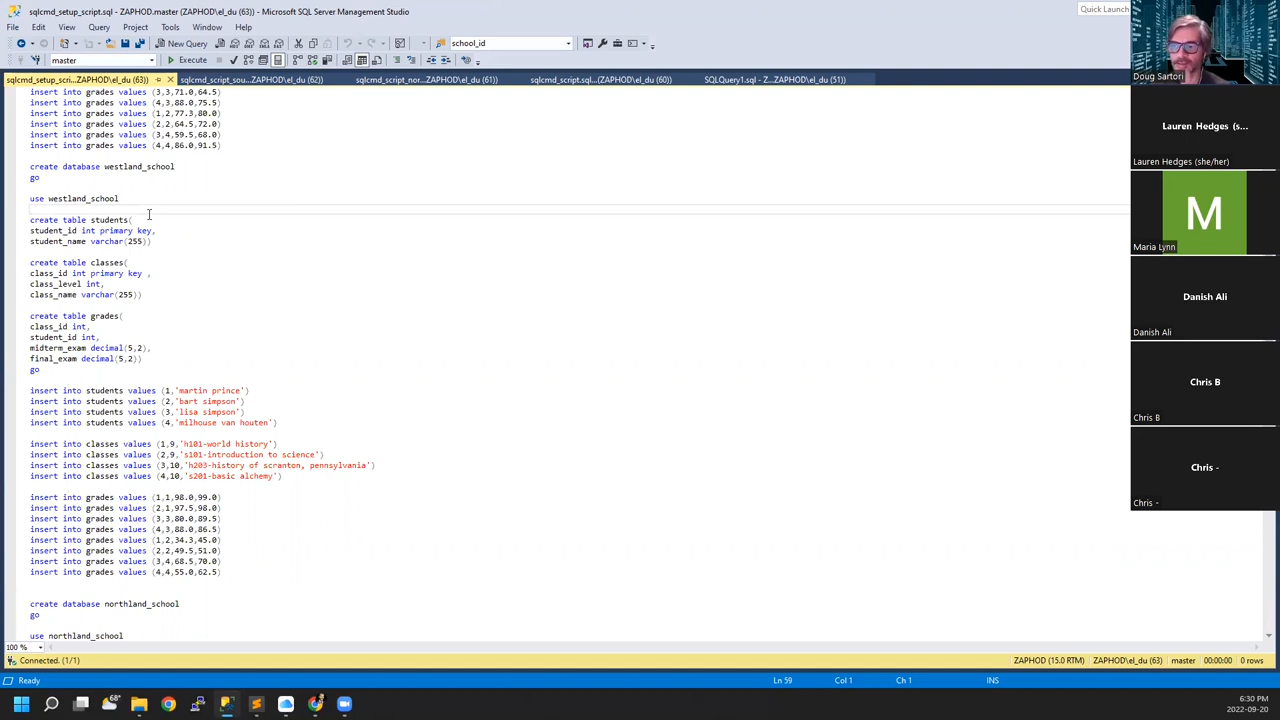 sqlcmd_setup_script.sql - ZAPHOD.master (ZAPHOD\el_du (63)) - Microsoft SQL Server Management Studio
Quick Launch
File Edit View Query Project Tools Window Help
New Query
school_id
master
Execute
sqlcmd_setup_scri...ZAPHOD\el_du (63))
sqlcmd_script_sou...ZAPHOD\el_du (62))
sqlcmd_script_nor...ZAPHOD\el_du (61))
sqlcmd_script.sql...(ZAPHOD\el_du (60))
SQLQuery1.sql - Z...ZAPHOD\el_du (51))
insert into grades values (3,3,71.0,64.5)
insert into grades values (4,3,88.0,75.5)
insert into grades values (1,2,77.3,80.0)
insert into grades values (2,2,64.5,72.0)
insert into grades values (3,4,59.5,68.0)
insert into grades values (4,4,86.0,91.5)
create database westland_school
go
use westland_school
create table students(
student_id int primary key,
student_name varchar(255))
create table classes(
class_id int primary key ,
class_level int,
class_name varchar(255))
create table grades(
class_id int,
student_id int,
midterm_exam decimal(5,2),
final_exam decimal(5,2))
go
insert into students values (1,'martin prince')
insert into students values (2,'bart simpson')
insert into students values (3,'lisa simpson')
insert into students values (4,'milhouse van houten')
insert into classes values (1,9,'h101-world history')
insert into classes values (2,9,'s101-introduction to science')
insert into classes values (3,10,'h203-history of scranton, pennsylvania')
insert into classes values (4,10,'s201-basic alchemy')
insert into grades values (1,1,98.0,99.0)
insert into grades values (2,1,97.5,98.0)
insert into grades values (3,3,80.0,89.5)
insert into grades values (4,3,88.0,86.5)
insert into grades values (1,2,34.3,45.0)
insert into grades values (2,2,49.5,51.0)
insert into grades values (3,4,68.5,70.0)
insert into grades values (4,4,55.0,62.5)
create database northland_school
go
use northland_school
100 %
Connected. (1/1)
ZAPHOD (15.0 RTM)
ZAPHOD\el_du (63)
master
00:00:00
0 rows
Ready
Ln 59
Col 1
Ch 1
INS
68°
6:30 PM
2022-09-20
Doug Sartori
Lauren Hedges (s...
Lauren Hedges (she/her)
M
Maria Lynn
Danish Ali
Danish Ali
Chris B
Chris B
Chris -
Chris -